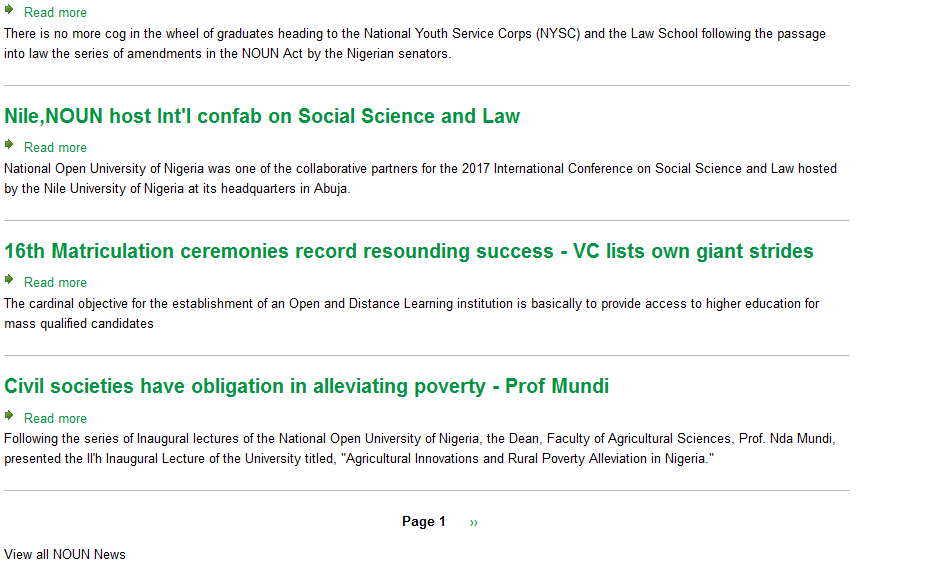 Read more
There is no more cog in the wheel of graduates heading to the National Youth Service Corps (NYSC) and the Law School following the passage
into law the series of amendments in the NOUN Act by the Nigerian senators.
Nile,NOUN host Int'l confab on Social Science and Law
Read more
National Open University of Nigeria was one of the collaborative partners for the 2017 International Conference on Social Science and Law hosted
by the Nile University of Nigeria at its headquarters in Abuja.
16th Matriculation ceremonies record resounding success - VC lists own giant strides
Read more
The cardinal objective for the establishment of an Open and Distance Learning institution is basically to provide access to higher education for
mass qualified candidates
Civil societies have obligation in alleviating poverty - Prof Mundi
Read more
Following the series of Inaugural lectures of the National Open University of Nigeria, the Dean, Faculty of Agricultural Sciences, Prof. Nda Mundi,
presented the ll'h Inaugural Lecture of the University titled, "Agricultural Innovations and Rural Poverty Alleviation in Nigeria."
Page 1 ››
View all NOUN News